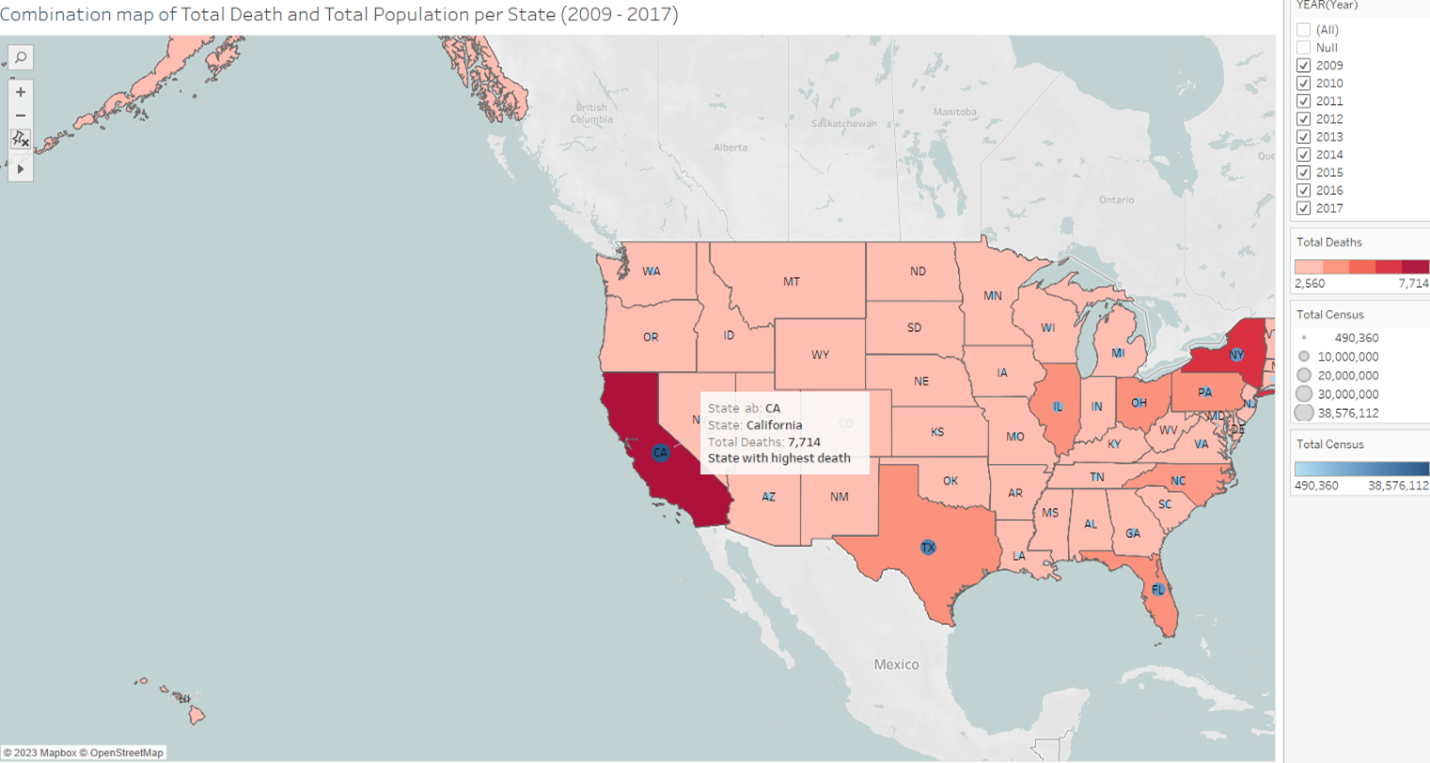 Combination map of Total Death and Total Population per State (2009 - 2017)
British
Columbia
Alberta
Saskatchewan
Manitoba
Ontario
WA
MT
ND
MN
OR
ID
SD
WI
MI
WY
NE
IA
NY
IL
IN
OH
PA
NJ
MD
DE
CO
KS
MO
KY
WV
VA
CA
State ab: CA
State: California
Total Deaths: 7,714
State with highest death
AZ
NM
OK
AR
TN
NC
SC
MS
AL
GA
TX
LA
FL
Mexico
© 2023 Mapbox © OpenStreetMap
YEAR(Year)
(All)
Null
2009
2010
2011
2012
2013
2014
2015
2016
2017
Total Deaths
2,560 7,714
Total Census
490,360
10,000,000
20,000,000
30,000,000
38,576,112
Total Census
490,360 38,576,112